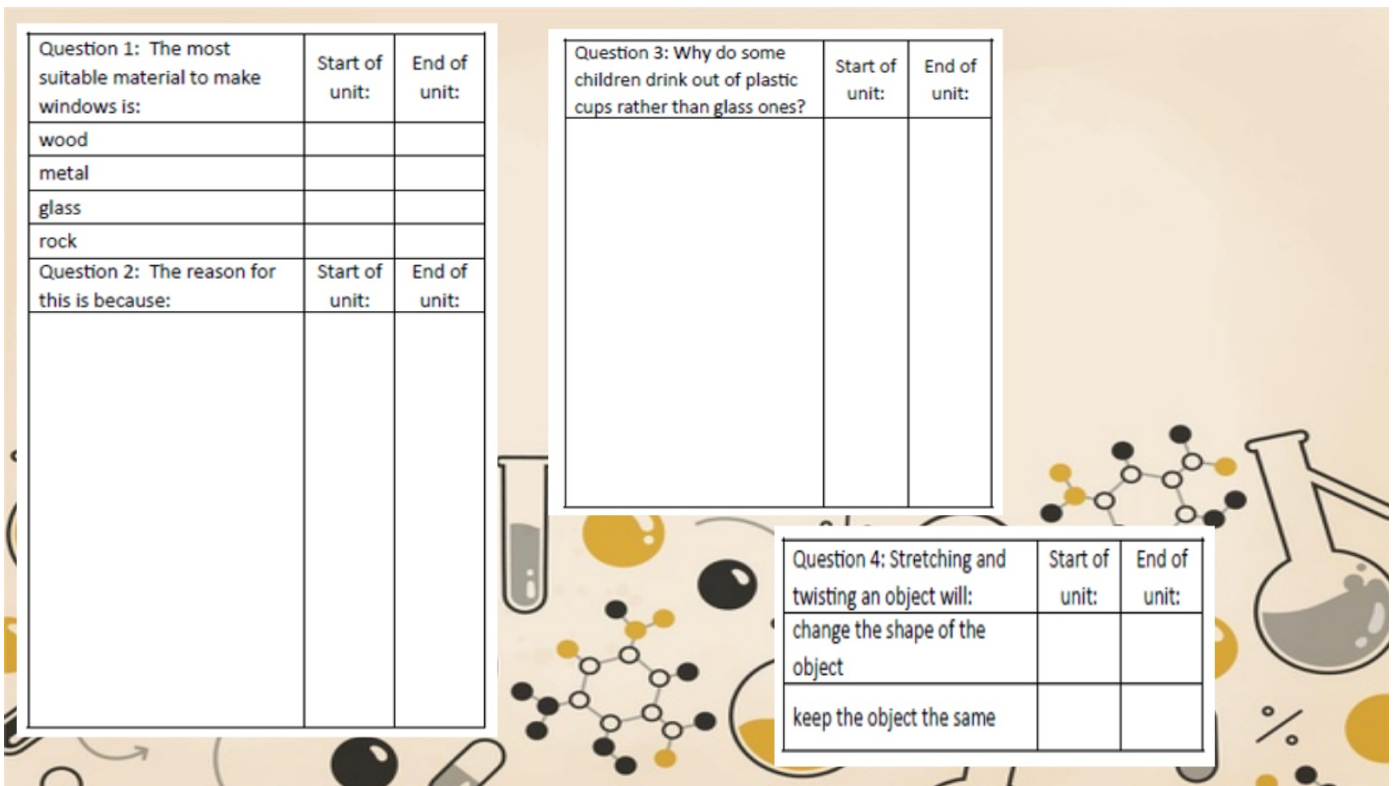 Question 1:  The most
suitable material to make
windows is:
Start of
unit:
End of
unit:
wood
metal
glass
rock
Question 2:  The reason for
this is because:
Start of
unit:
End of
unit:
Question 3: Why do some
children drink out of plastic
cups rather than glass ones?
Start of
unit:
End of
unit:
Question 4: Stretching and
twisting an object will:
Start of
unit:
End of
unit:
change the shape of the
object
keep the object the same